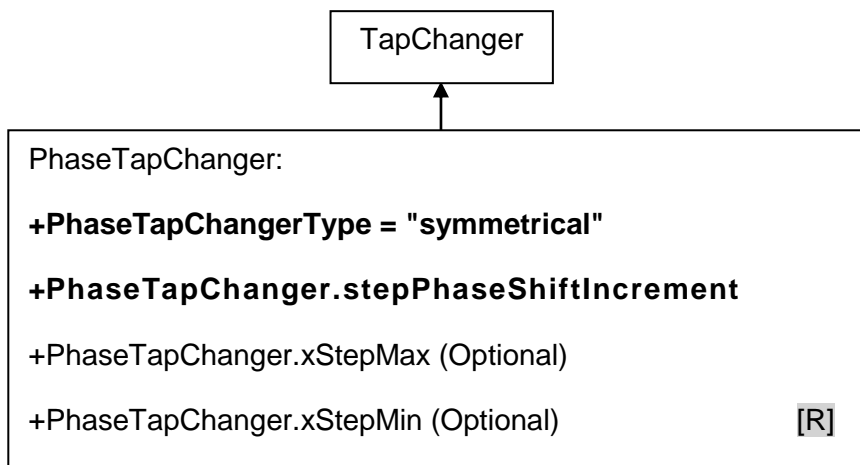 TapChanger
PhaseTapChanger:
+PhaseTapChangerType = "symmetrical"
+PhaseTapChanger.stepPhaseShiftIncrement
+PhaseTapChanger.xStepMax (Optional)
+PhaseTapChanger.xStepMin (Optional) [R]